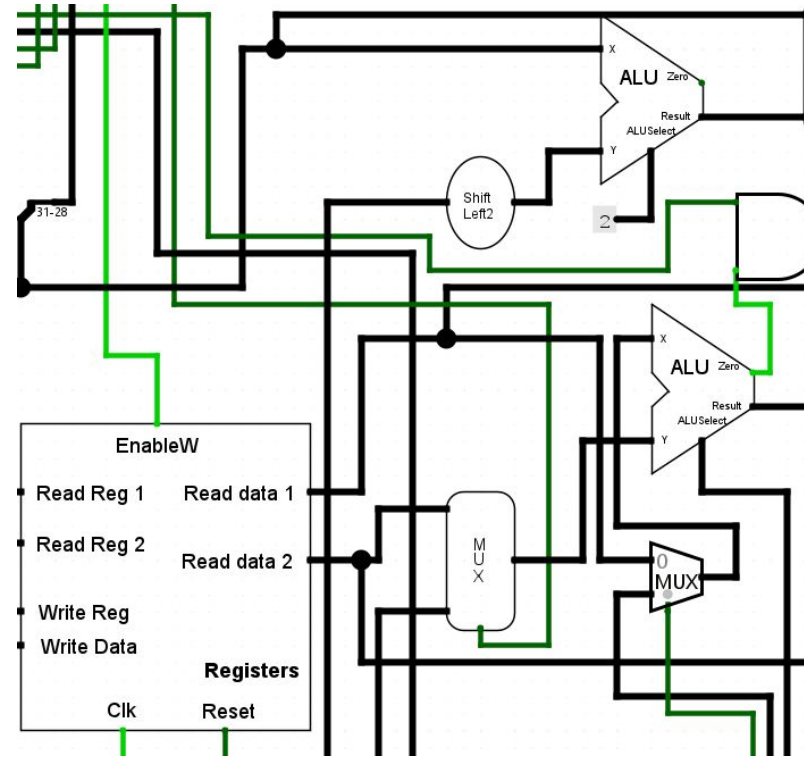 X
ALU
Zero
Result
ALUSelect
Y
Shift
Left2
2
31-28
X
ALU
Zero
Result
ALUSelect
Y
EnableW
Read Reg 1
Read data 1
Read Reg 2
Read data 2
Write Reg
Write Data
Registers
Clk
Reset
M
U
X
0
MUX